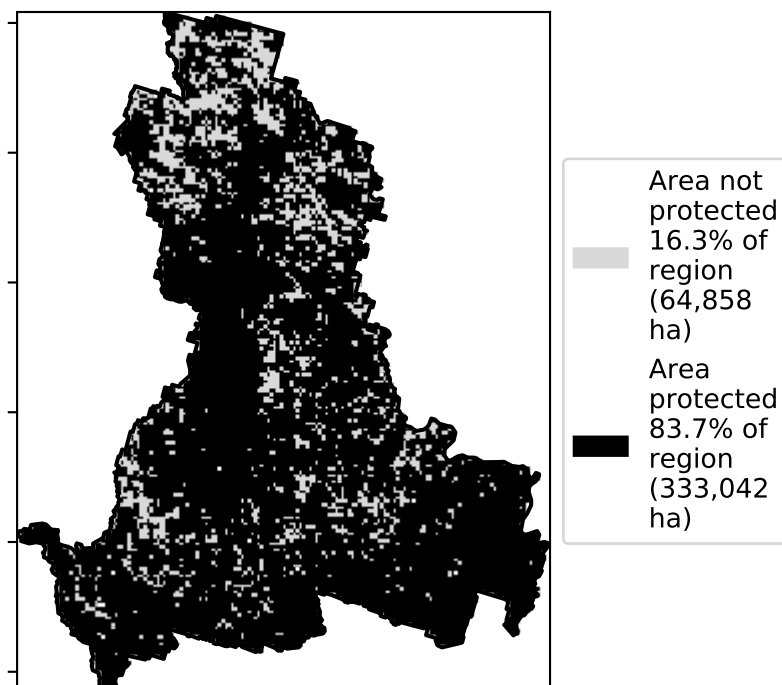 Area not
protected
16.3% of
region
(64,858
ha)
Area
protected
83.7% of
region
(333,042
ha)